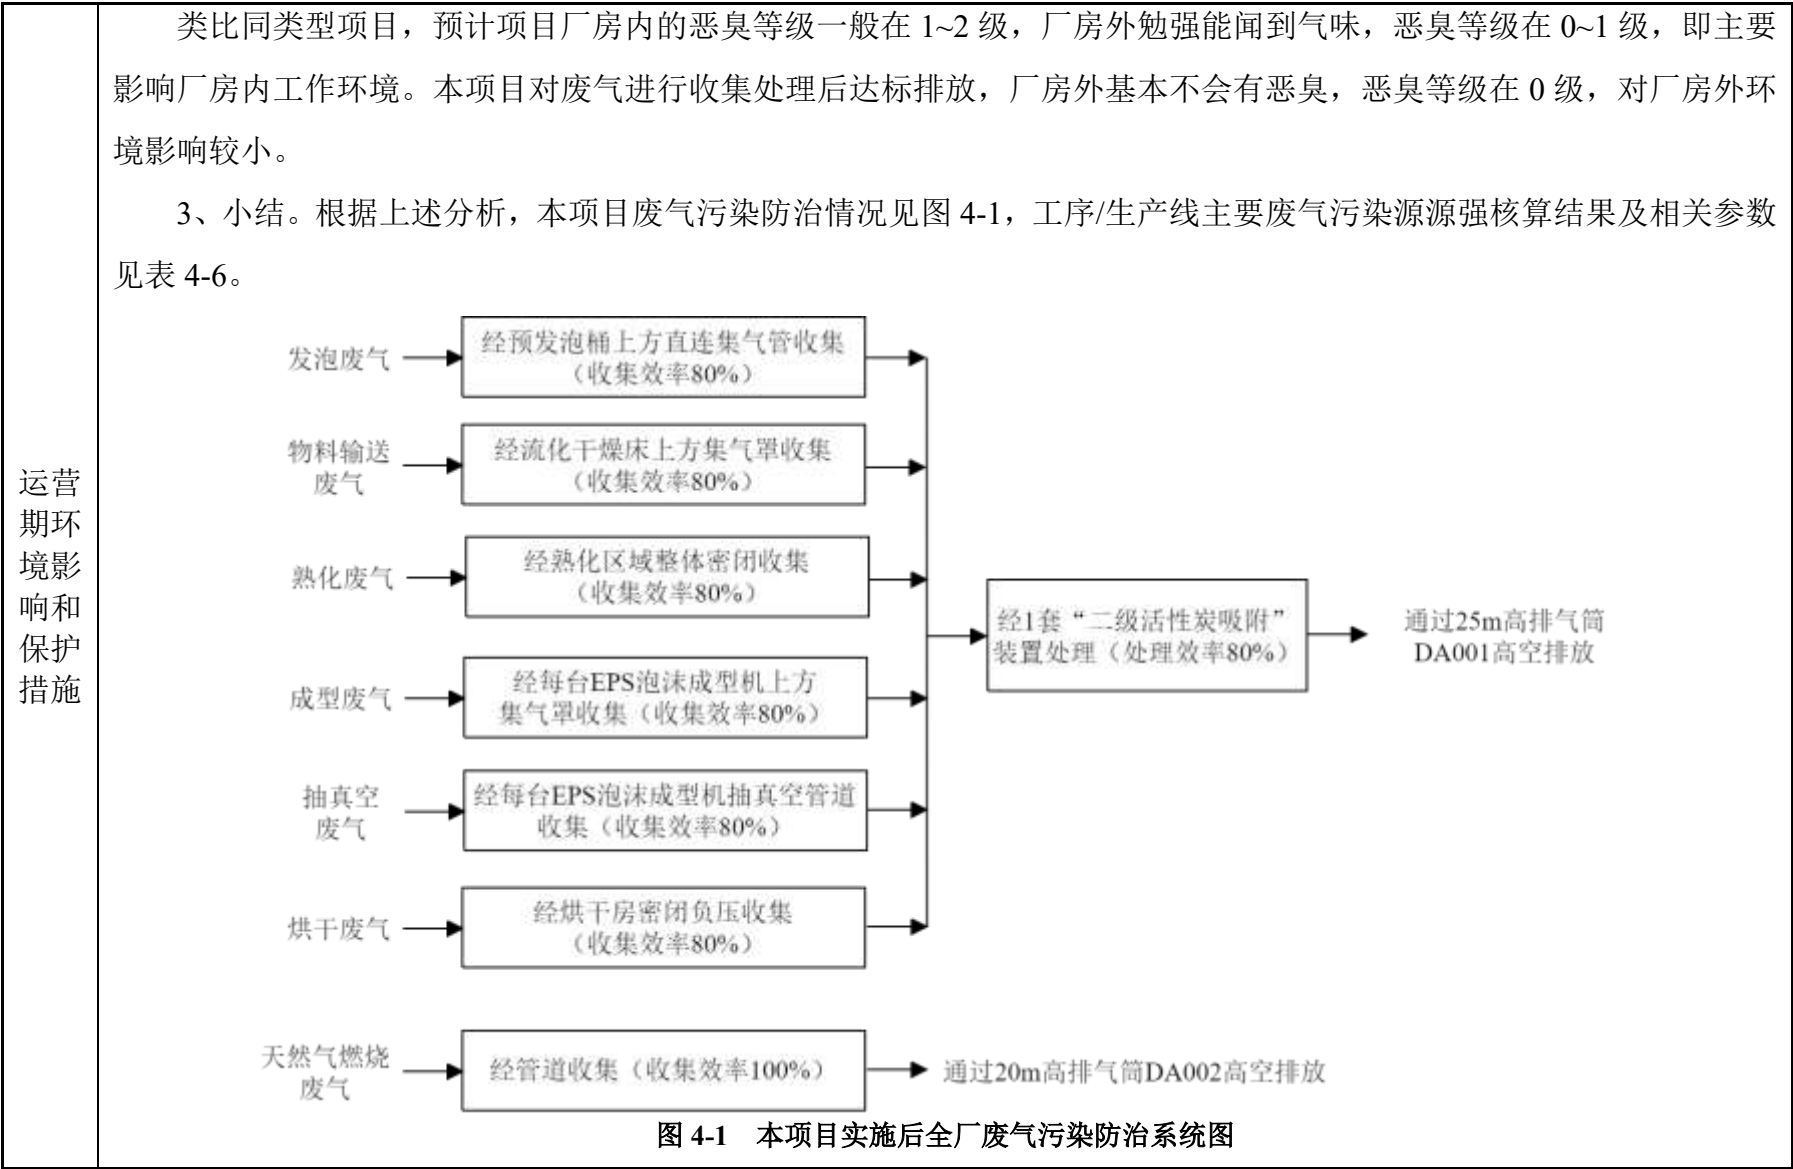 类比同类型项目，预计项目厂房内的恶臭等级一般在 1~2 级，厂房外勉强能闻到气味，恶臭等级在 0~1 级，即主要
影响厂房内工作环境。本项目对废气进行收集处理后达标排放，厂房外基本不会有恶臭，恶臭等级在 0 级，对厂房外环
境影响较小。
3、小结。根据上述分析，本项目废气污染防治情况见图 4-1，工序/生产线主要废气污染源源强核算结果及相关参数
见表 4-6。
运营
期环
境影
响和
保护
措施
发泡废气
经预发泡桶上方直连集气管收集
（收集效率80%）
物料输送
废气
经流化干燥床上方集气罩收集
（收集效率80%）
熟化废气
经熟化区域整体密闭收集
（收集效率80%）
成型废气
经每台EPS泡沫成型机上方
集气罩收集（收集效率80%）
抽真空
废气
经每台EPS泡沫成型机抽真空管道
收集（收集效率80%）
烘干废气
经烘干房密闭负压收集
（收集效率80%）
经1套“二级活性炭吸附”
装置处理（处理效率80%）
通过25m高排气筒
DA001高空排放
天然气燃烧
废气
经管道收集（收集效率100%）
通过20m高排气筒DA002高空排放
图 4-1 本项目实施后全厂废气污染防治系统图